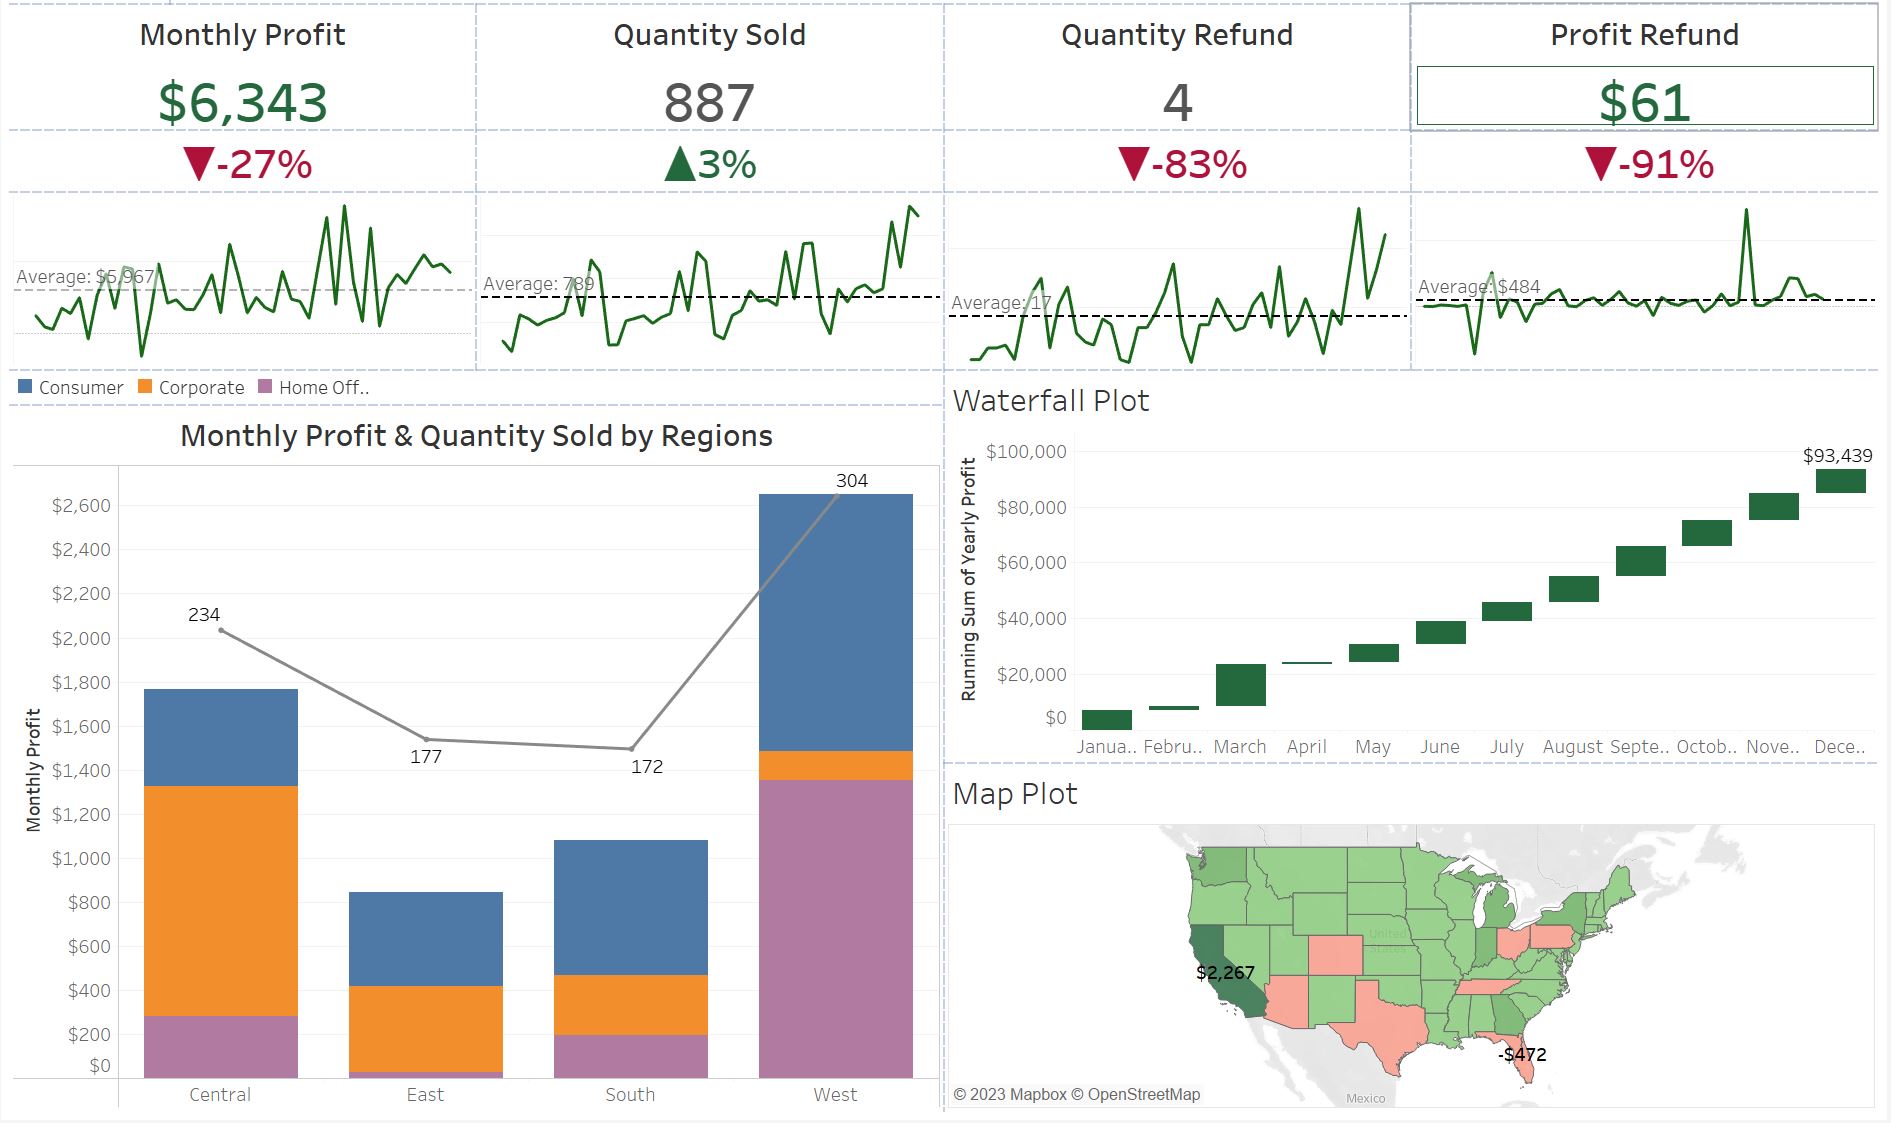 Monthly Profit
Quantity Sold
Quantity Refund
Profit Refund
$6,343
887
4
$61
▼-27%
▲3%
▼-83%
▼-91%
Average: $5,967
Average: 789
Average: 17
Average: $484
Consumer
Corporate
Home Off..
Monthly Profit & Quantity Sold by Regions
Monthly Profit
$2,600
$2,400
$2,200
$2,000
$1,800
$1,600
$1,400
$1,200
$1,000
$800
$600
$400
$200
$0
234
177
172
304
Central
East
South
West
Waterfall Plot
Running Sum of Yearly Profit
$100,000
$80,000
$60,000
$40,000
$20,000
$0
$93,439
Janua..
Febru..
March
April
May
June
July
August
Septe..
Octob..
Nove..
Dece..
Map Plot
United
States
$2,267
-$472
Mexico
© 2023 Mapbox © OpenStreetMap